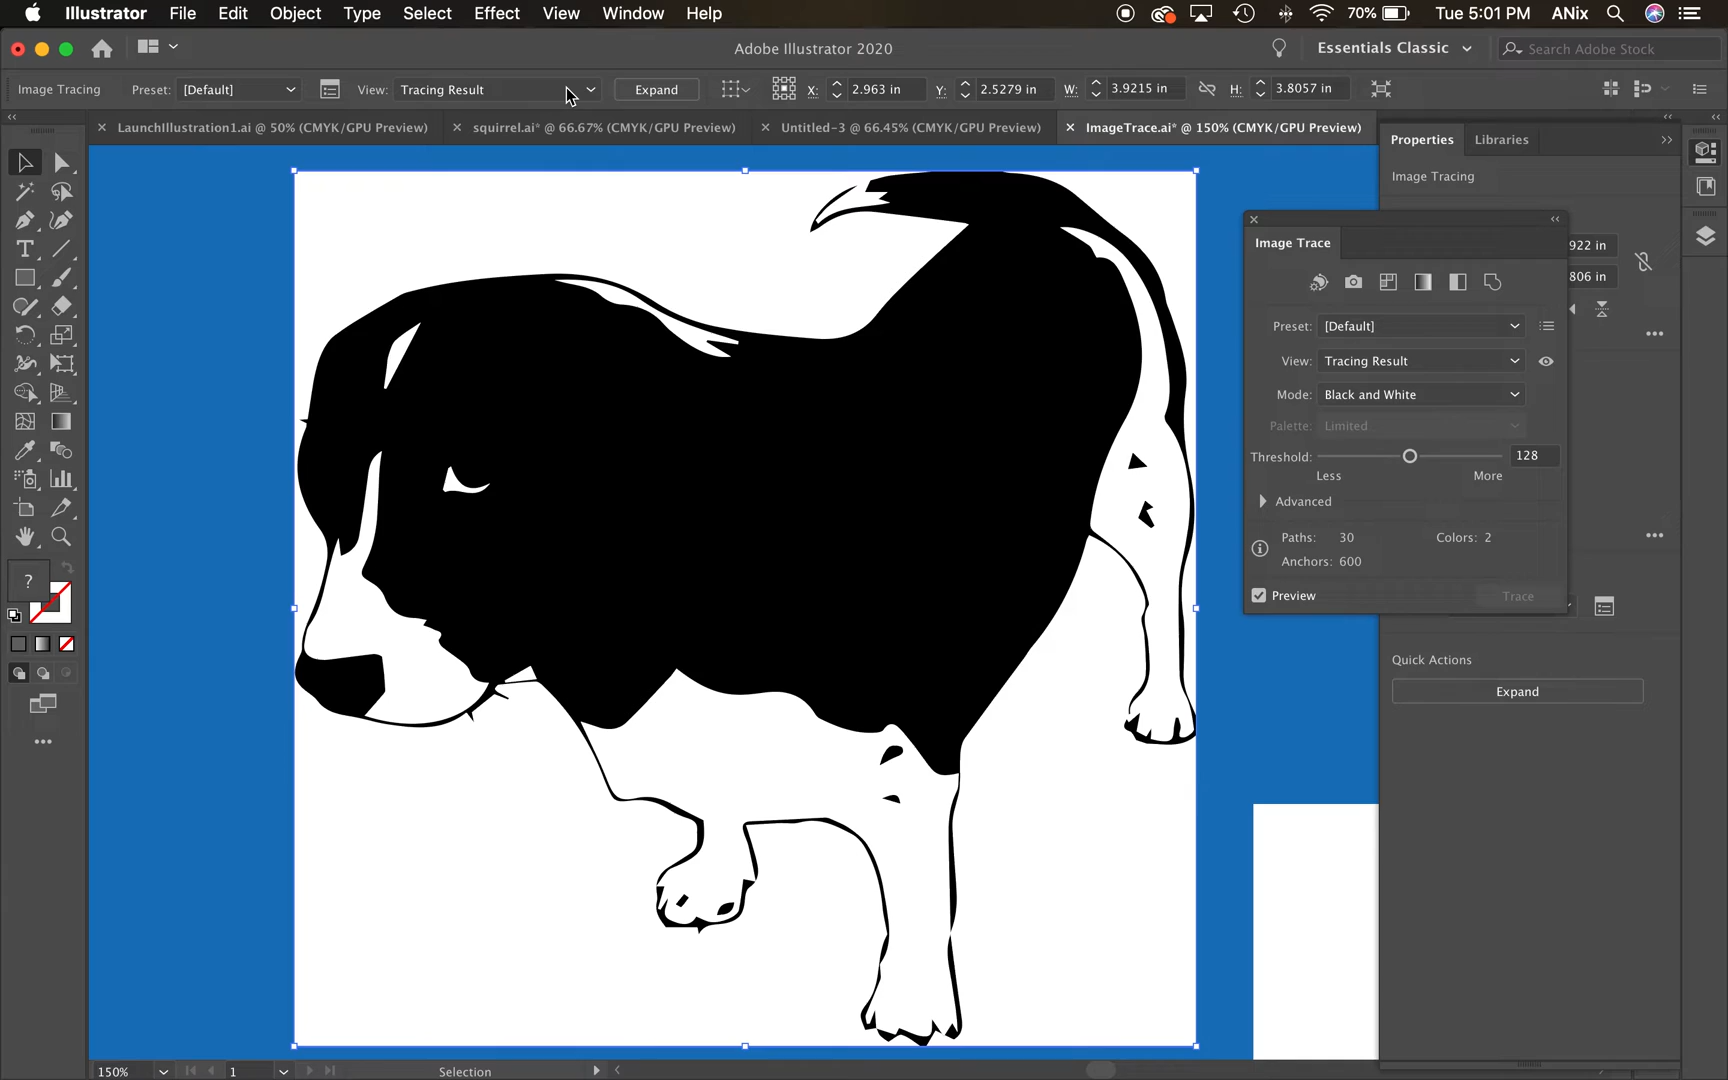 Illustrator File Edit Object Type Select Effect View Window Help 70% Tue 5:01 PM ANix
Adobe Illustrator 2020 Essentials Classic Search Adobe Stock
Image Tracing Preset: [Default] View: Tracing Result Expand X: 2.963 in Y: 2.5279 in W: 3.9215 in H: 3.8057 in
LaunchIllustration1.ai @ 50% (CMYK/GPU Preview) squirrel.ai* @ 66.67% (CMYK/GPU Preview) Untitled-3 @ 66.45% (CMYK/GPU Preview) ImageTrace.ai* @ 150% (CMYK/GPU Preview)
Properties Libraries
Image Tracing
Image Trace
922 in
806 in
Preset: [Default]
View: Tracing Result
Mode: Black and White
Palette: Limited
Threshold: 128
Less More
Advanced
Paths: 30 Colors: 2
Anchors: 600
Preview Trace
Quick Actions
Expand
?
150% 1 Selection